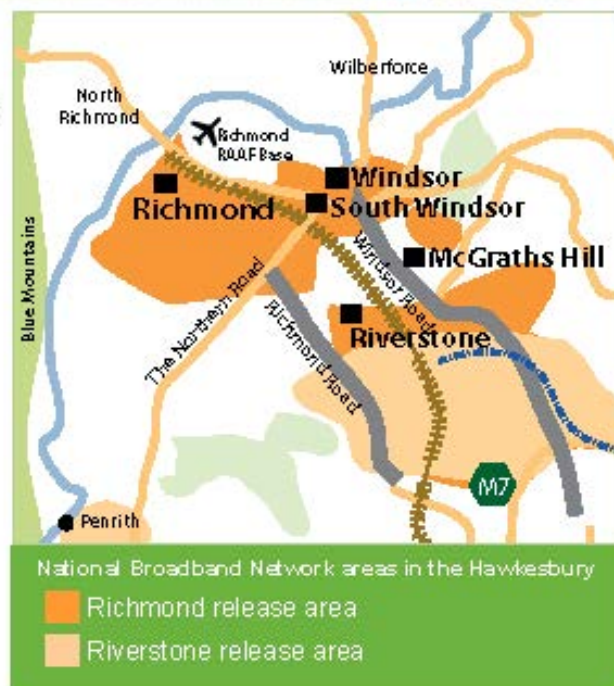 Wilberforce
North
Richmond
Richmond
RAAF Base
Windsor
Richmond
South Windsor
McGraths Hill
Windsor Road
Blue Mountains
The Northern Road
Richmond Road
Riverstone
M7
Penrith
National Broadband Network areas in the Hawkesbury
Richmond release area
Riverstone release area